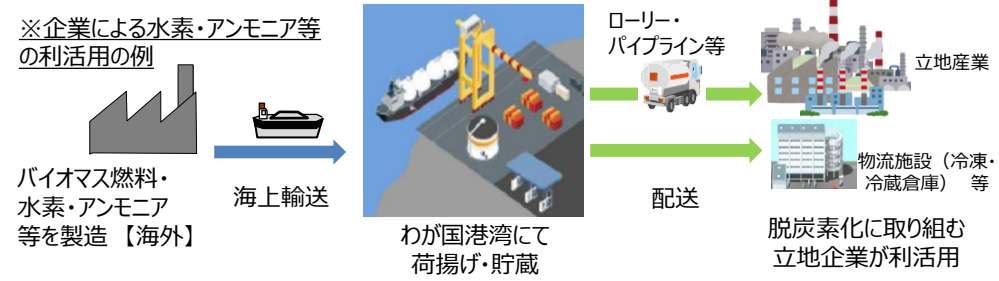 ※企業による水素・アンモニア等
の利活用の例
バイオマス燃料・
水素・アンモニア
等を製造 【海外】
海上輸送
わが国港湾にて
荷揚げ・貯蔵
ローリー・
パイプライン等
配送
立地産業
物流施設（冷凍・
冷蔵倉庫） 等
脱炭素化に取り組む
立地企業が利活用